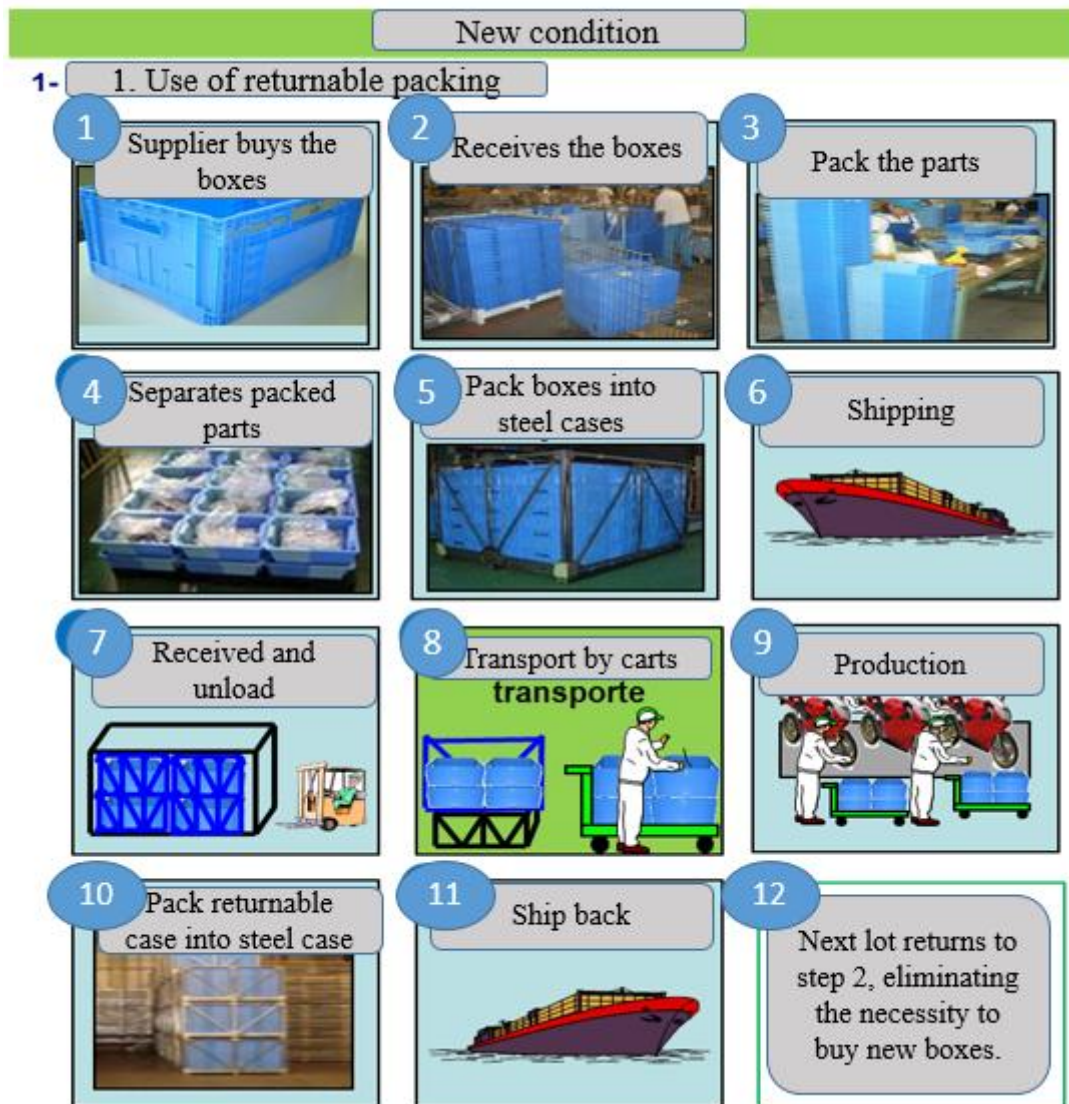 New condition
1- 1. Use of returnable packing
1
Supplier buys the
boxes
2
Receives the boxes
3
Pack the parts
4
Separates packed
parts
5
Pack boxes into
steel cases
6
Shipping
7
Received and
unload
8
Transport by carts
transporte
9
Production
10
Pack returnable
case into steel case
11
Ship back
12
Next lot returns to
step 2, eliminating
the necessity to
buy new boxes.